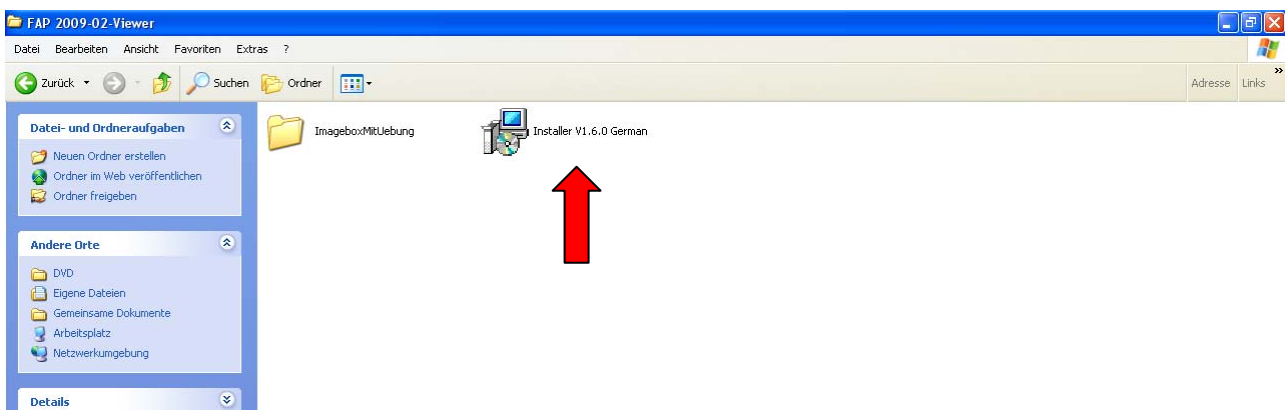 FAP 2009-02-Viewer
Datei Bearbeiten Ansicht Favoriten Extras ?
Zurück Suchen Ordner Adresse Links »
Datei- und Ordneraufgaben
Neuen Ordner erstellen
Ordner im Web veröffentlichen
Ordner freigeben
Andere Orte
DVD
Eigene Dateien
Gemeinsame Dokumente
Arbeitsplatz
Netzwerkumgebung
Details
ImageboxMitUebung
Installer V1.6.0 German